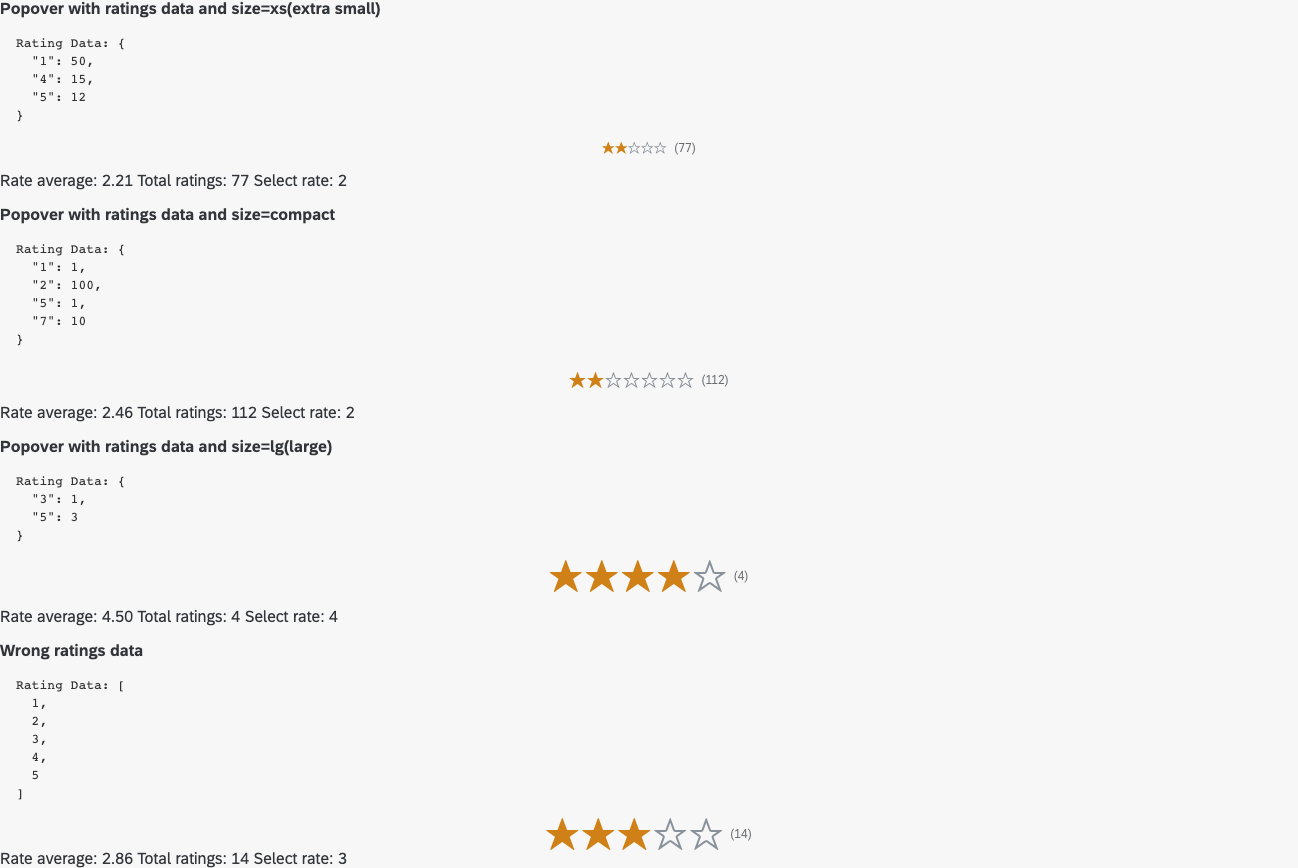 Popover with ratings data and size=xs(extra small)
Rating Data: {
"1": 50,
"4": 15,
"5": 12
}
(77)
Rate average: 2.21 Total ratings: 77 Select rate: 2
Popover with ratings data and size=compact
Rating Data: {
"1": 1,
"2": 100,
"5": 1,
"7": 10
}
(112)
Rate average: 2.46 Total ratings: 112 Select rate: 2
Popover with ratings data and size=lg(large)
Rating Data: {
"3": 1,
"5": 3
}
(4)
Rate average: 4.50 Total ratings: 4 Select rate: 4
Wrong ratings data
Rating Data: [
1,
2,
3,
4,
5
]
(14)
Rate average: 2.86 Total ratings: 14 Select rate: 3